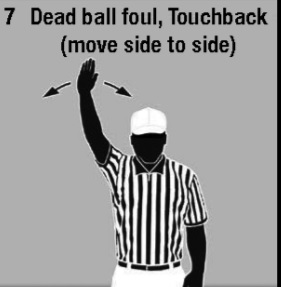 7 Dead ball foul, Touchback
(move side to side)